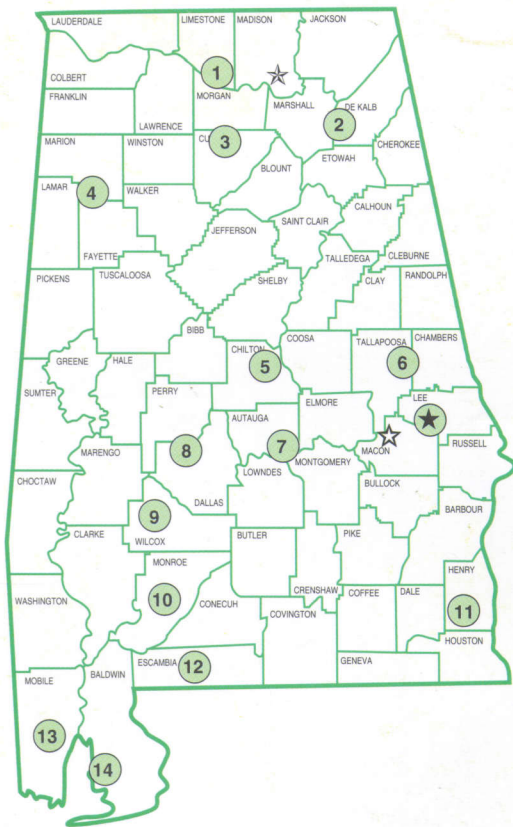 LAUDERDALE
LIMESTONE
MADISON
JACKSON
COLBERT
1
FRANKLIN
LAWRENCE
MORGAN
MARSHALL
2
DE KALB
MARION
WINSTON
CU
3
CHEROKEE
BLOUNT
ETOWAH
LAMAR
4
WALKER
CALHOUN
JEFFERSON
SAINT CLAIR
FAYETTE
TALLEDEGA
CLEBURNE
PICKENS
TUSCALOOSA
SHELBY
CLAY
RANDOLPH
BIBB
COOSA
TALLAPOOSA
CHAMBERS
GREENE
HALE
CHILTON
5
6
SUMTER
PERRY
ELMORE
LEE
AUTAUGA
MARENGO
8
7
MACON
RUSSELL
LOWNDES
MONTGOMERY
CHOCTAW
DALLAS
BULLOCK
BARBOUR
9
CLARKE
WILCOX
BUTLER
PIKE
MONROE
HENRY
WASHINGTON
10
CONECUH
CRENSHAW
COFFEE
DALE
11
COVINGTON
HOUSTON
ESCAMBIA
12
GENEVA
MOBILE
BALDWIN
13
14